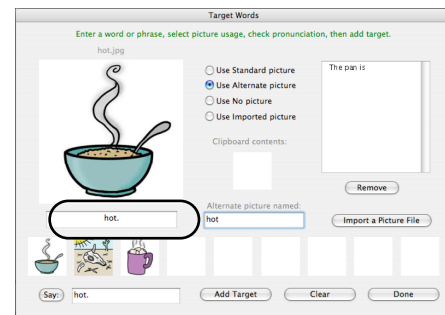 Target Words
Enter a word or phrase, select picture usage, check pronunciation, then add target.
hot.jpg
Use Standard picture
Use Alternate picture
Use No picture
Use Imported picture
Clipboard contents:
The pan is
Remove
hot.
Alternate picture named:
hot
Import a Picture File
Say:
hot.
Add Target
Clear
Done